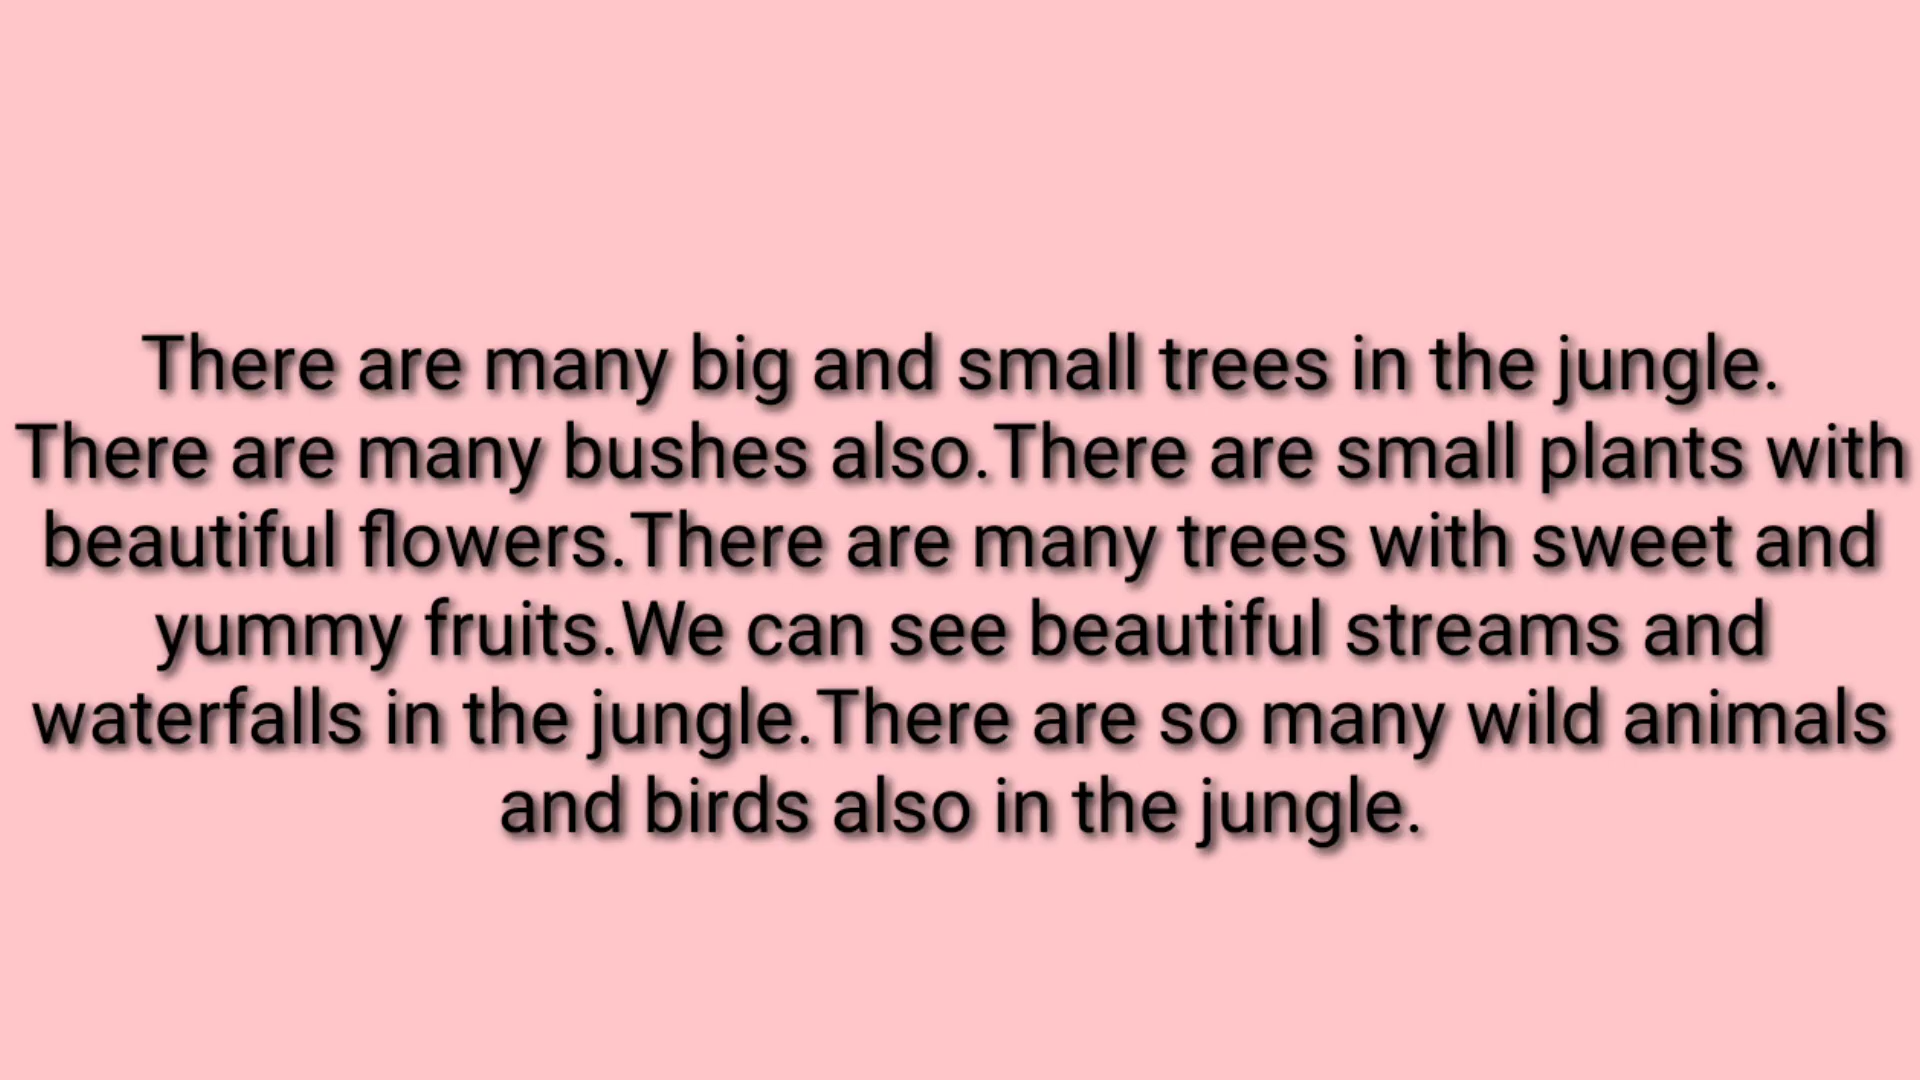 There are many big and small trees in the jungle.
There are many bushes also.There are small plants with
beautiful flowers.There are many trees with sweet and
yummy fruits.We can see beautiful streams and
waterfalls in the jungle.There are so many wild animals
and birds also in the jungle.